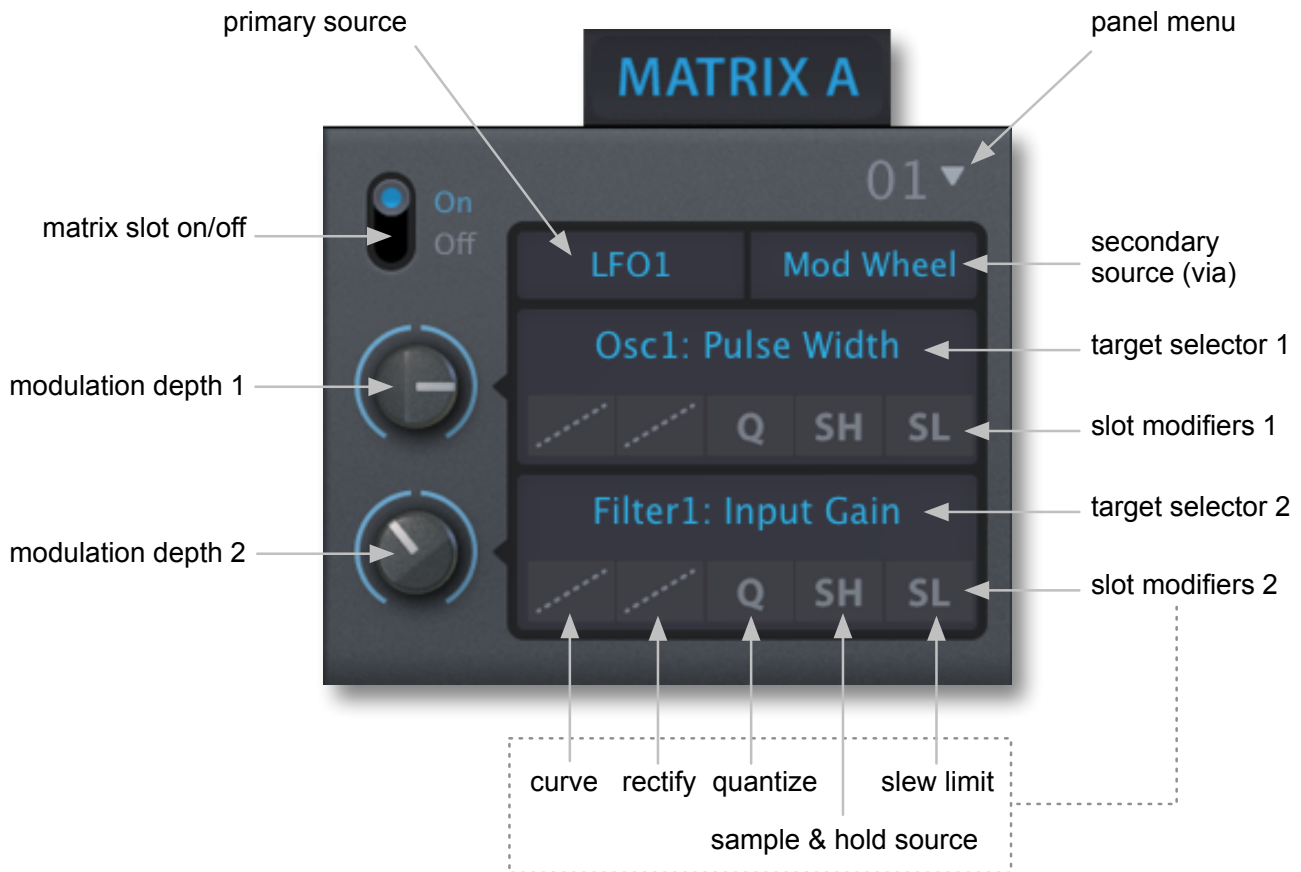 primary source
panel menu
MATRIX A
01
On
Off
matrix slot on/off
LFO1
Mod Wheel
secondary
source (via)
Osc1: Pulse Width
target selector 1
modulation depth 1
Q SH SL
slot modifiers 1
Filter1: Input Gain
target selector 2
modulation depth 2
Q SH SL
slot modifiers 2
curve rectify quantize slew limit
sample & hold source